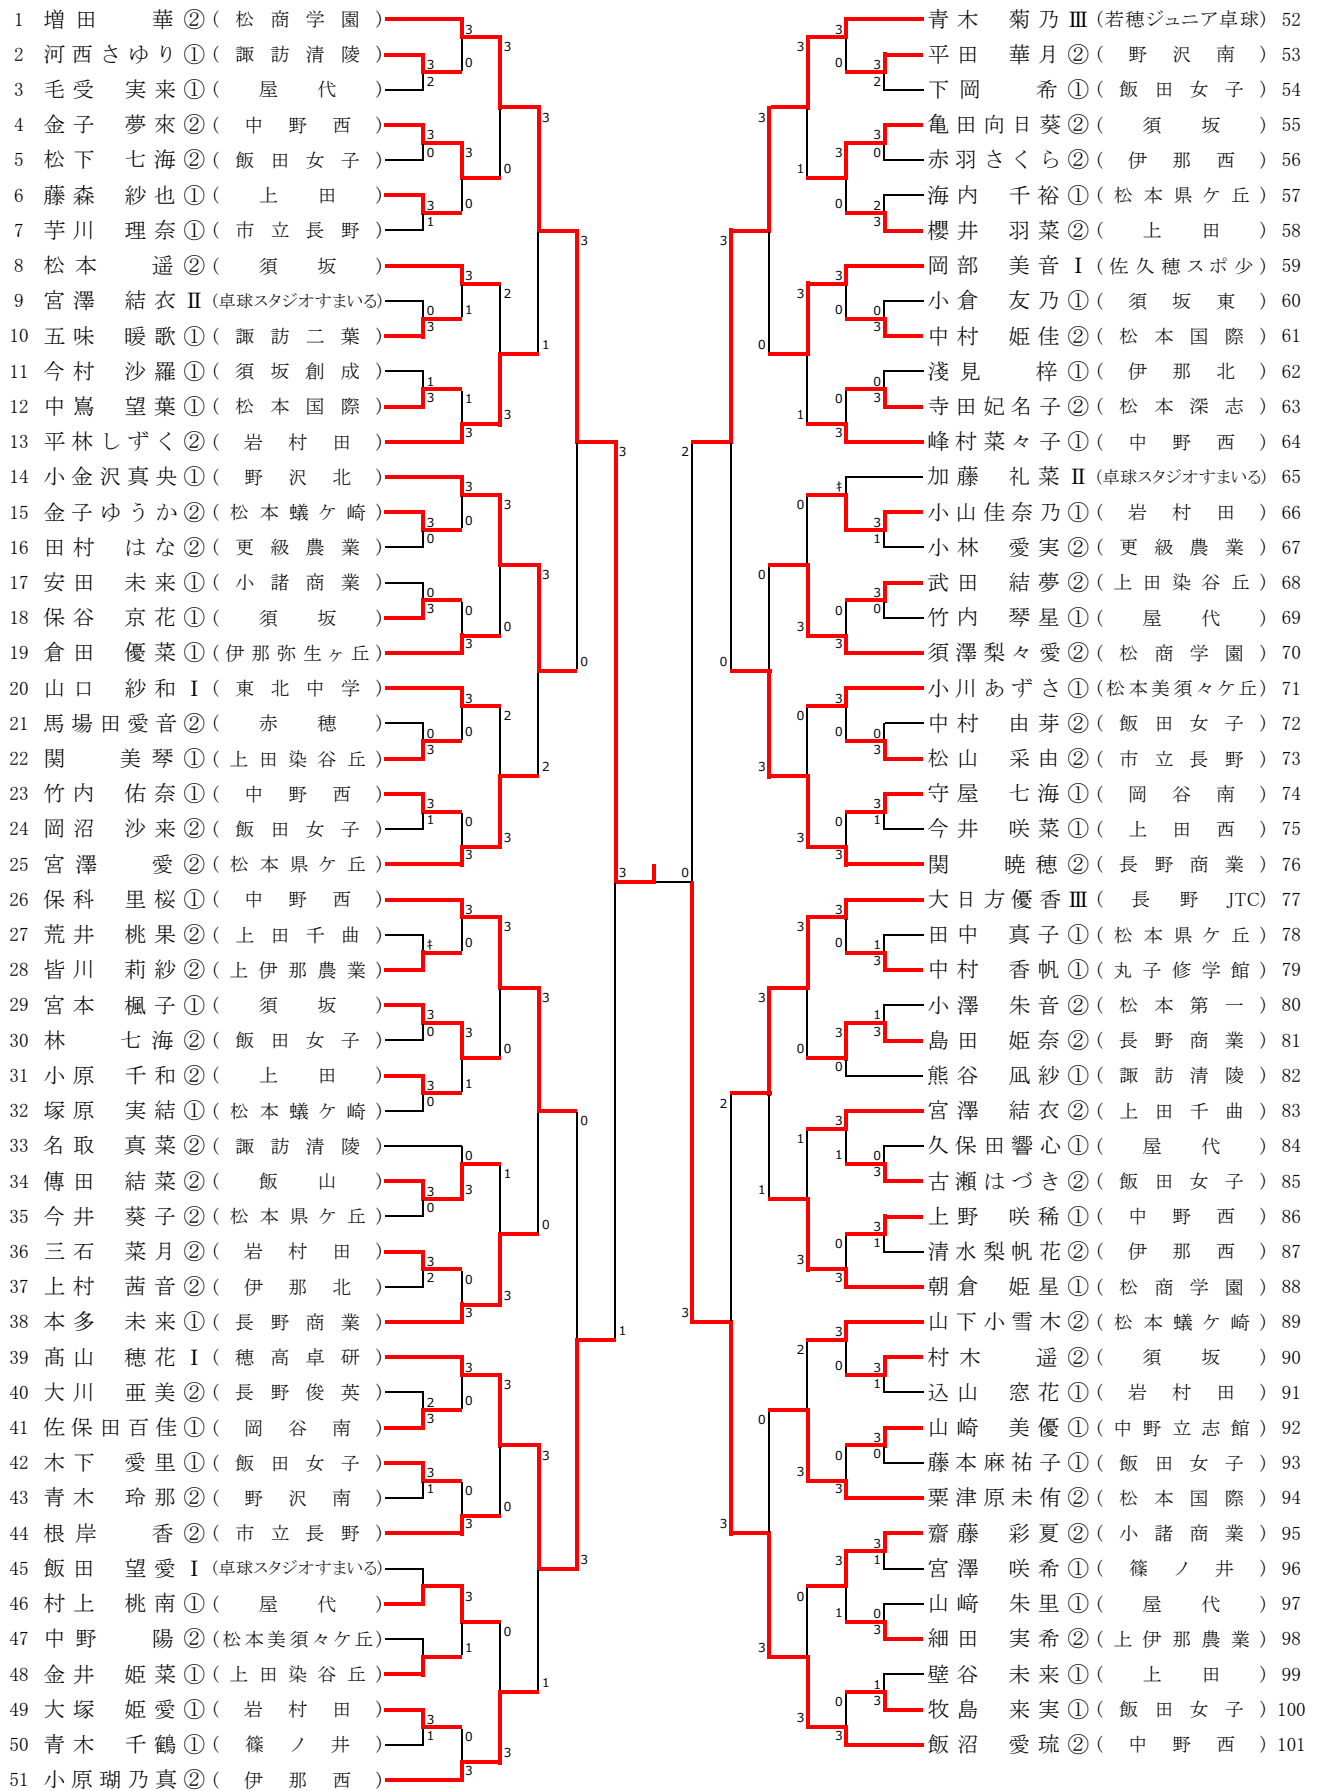 1 増田 華② (松商学園)
2 河西さゆり① (諏訪清陵)
3 毛受 実来① (屋代)
4 金子 夢來② (中野西)
5 松下 七海② (飯田女子)
6 藤森 紗也① (上田)
7 芋川 理奈① (市立長野)
8 松本 遥② (須坂)
9 宮澤 結衣Ⅱ (卓球スタジオすまいる)
10 五味 暖歌① (諏訪二葉)
11 今村 沙羅① (須坂創成)
12 中嶌 望葉① (松本国際)
13 平林しずく② (岩村田)
14 小金沢真央① (野沢北)
15 金子ゆうか② (松本蟻ケ崎)
16 田村 はな② (更級農業)
17 安田 未来① (小諸商業)
18 保谷 京花① (須坂)
19 倉田 優菜① (伊那弥生ヶ丘)
20 山口 紗和Ⅰ (東北中学)
21 馬場田愛音② (赤穂)
22 関 美琴① (上田染谷丘)
23 竹内 佑奈① (中野西)
24 岡沼 沙来② (飯田女子)
25 宮澤 愛② (松本県ケ丘)
26 保科 里桜① (中野西)
27 荒井 桃果② (上田千曲)
28 皆川 莉紗② (上伊那農業)
29 宮本 楓子① (須坂)
30 林 七海② (飯田女子)
31 小原 千和② (上田)
32 塚原 実結① (松本蟻ケ崎)
33 名取 真菜② (諏訪清陵)
34 傳田 結菜② (飯山)
35 今井 葵子② (松本県ケ丘)
36 三石 菜月② (岩村田)
37 上村 茜音② (伊那北)
38 本多 未来① (長野商業)
39 髙山 穂花Ⅰ (穂高卓研)
40 大川 亜美② (長野俊英)
41 佐保田百佳① (岡谷南)
42 木下 愛里① (飯田女子)
43 青木 玲那② (野沢南)
44 根岸 香② (市立長野)
45 飯田 望愛Ⅰ (卓球スタジオすまいる)
46 村上 桃南① (屋代)
47 中野 陽② (松本美須々ケ丘)
48 金井 姫菜① (上田染谷丘)
49 大塚 姫愛① (岩村田)
50 青木 千鶴① (篠ノ井)
51 小原瑚乃真② (伊那西)
青木 菊乃Ⅲ (若穂ジュニア卓球) 52
平田 華月② (野沢南) 53
下岡 希① (飯田女子) 54
亀田向日葵② (須坂) 55
赤羽さくら② (伊那西) 56
海内 千裕① (松本県ケ丘) 57
櫻井 羽菜② (上田) 58
岡部 美音Ⅰ (佐久穂スポ少) 59
小倉 友乃① (須坂東) 60
中村 姫佳② (松本国際) 61
淺見 梓① (伊那北) 62
寺田妃名子② (松本深志) 63
峰村菜々子① (中野西) 64
加藤 礼菜Ⅱ (卓球スタジオすまいる) 65
小山佳奈乃① (岩村田) 66
小林 愛実② (更級農業) 67
武田 結夢② (上田染谷丘) 68
竹内 琴星① (屋代) 69
須澤梨々愛② (松商学園) 70
小川あずさ① (松本美須々ケ丘) 71
中村 由芽② (飯田女子) 72
松山 采由② (市立長野) 73
守屋 七海① (岡谷南) 74
今井 咲菜① (上田西) 75
関 暁穂② (長野商業) 76
大日方優香Ⅲ (長野 JTC) 77
田中 真子① (松本県ケ丘) 78
中村 香帆① (丸子修学館) 79
小澤 朱音② (松本第一) 80
島田 姫奈② (長野商業) 81
熊谷 凪紗① (諏訪清陵) 82
宮澤 結衣② (上田千曲) 83
久保田響心① (屋代) 84
古瀬はづき② (飯田女子) 85
上野 咲稀① (中野西) 86
清水梨帆花② (伊那西) 87
朝倉 姫星① (松商学園) 88
山下小雪木② (松本蟻ケ崎) 89
村木 遥② (須坂) 90
込山 窓花① (岩村田) 91
山崎 美優① (中野立志館) 92
藤本麻祐子① (飯田女子) 93
粟津原未侑② (松本国際) 94
齋藤 彩夏② (小諸商業) 95
宮澤 咲希① (篠ノ井) 96
山﨑 朱里① (屋代) 97
細田 実希② (上伊那農業) 98
壁谷 未来① (上田) 99
牧島 来実① (飯田女子) 100
飯沼 愛琉② (中野西) 101